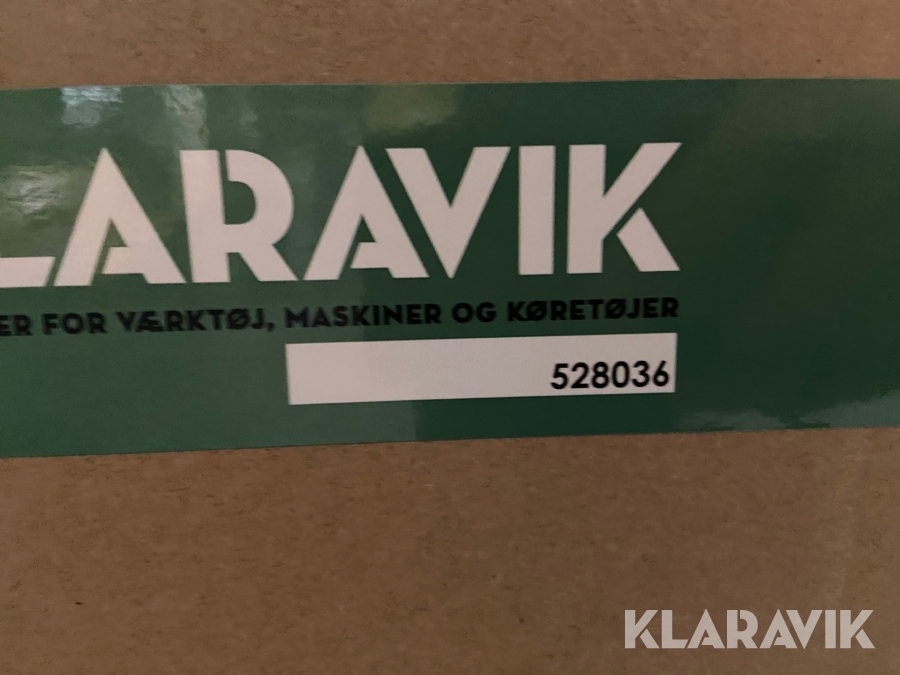 LARAVIK
ER FOR VÆRKTØJ, MASKINER OG KØRETØJER
528036
KLARAVIK